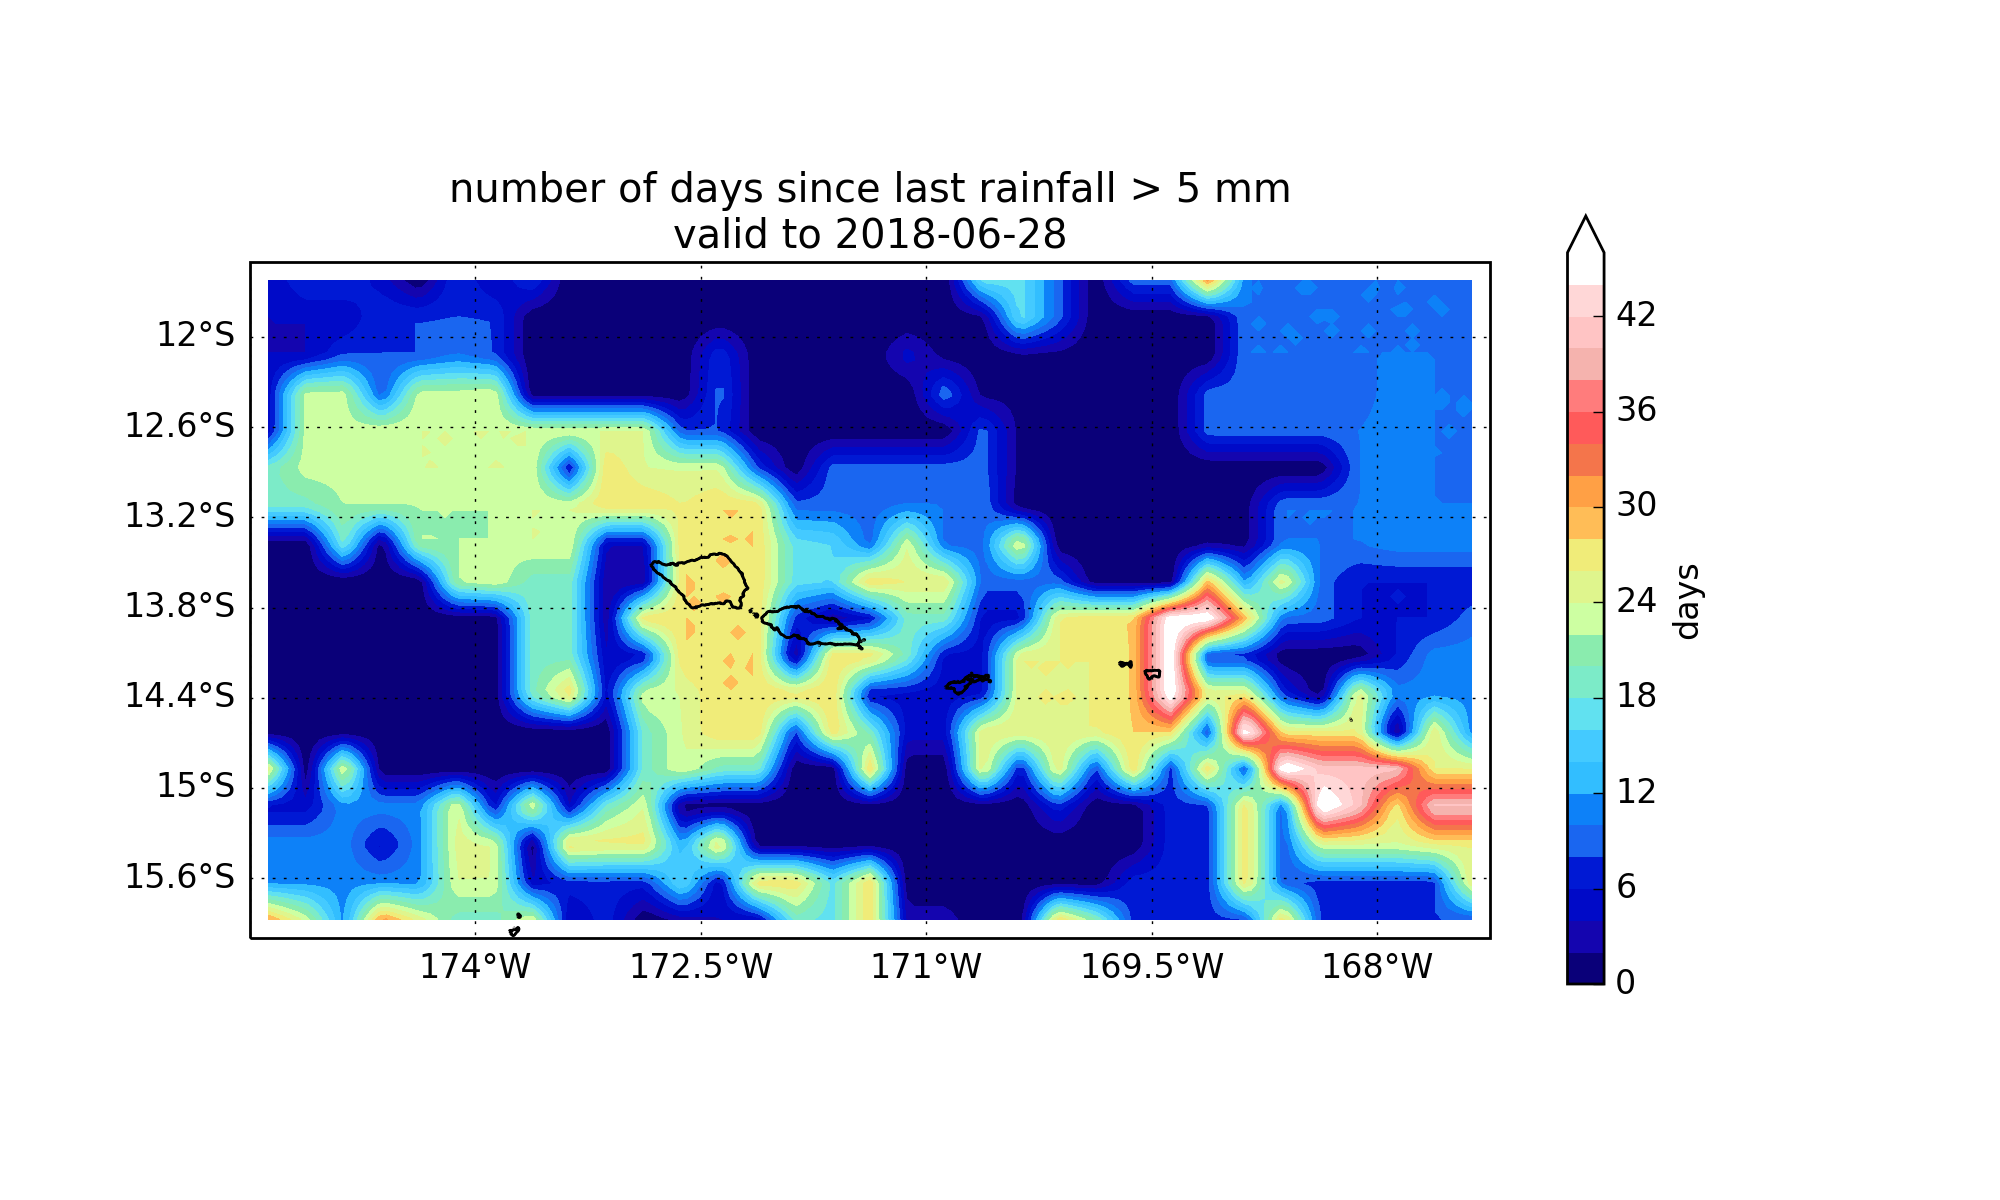 number of days since last rainfall > 5 mm
valid to 2018-06-28
12°S
12.6°S
13.2°S
13.8°S
14.4°S
15°S
15.6°S
174°W
172.5°W
171°W
169.5°W
168°W
42
36
30
24
18
12
6
0
days